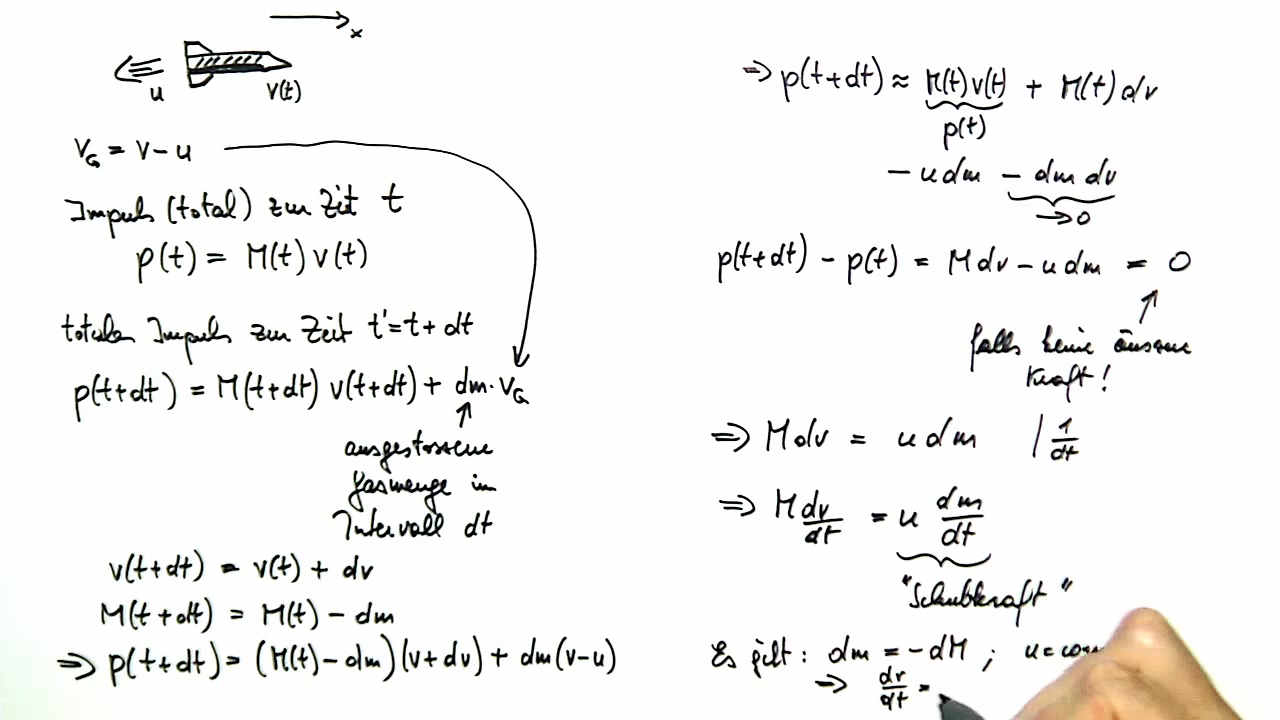 x
u v(t)
v_G = v - u
Impuls (total) zur Zeit t
p(t) = M(t) v(t)
totaler Impuls zur Zeit t' = t + dt
p(t+dt) = M(t+dt) v(t+dt) + dm · v_G
ausgestossene
Gasmenge im
Intervall dt
v(t+dt) = v(t) + dv
M(t+dt) = M(t) - dm
⇒ p(t+dt) = (M(t) - dm)(v+dv) + dm(v-u)
⇒ p(t+dt) ≈ M(t)v(t) + M(t)dv
p(t)
- u dm - dm dv
→ 0
p(t+dt) - p(t) = M dv - u dm = 0
falls keine äussere
Kraft!
⇒ M dv = u dm | 1/dt
⇒ M dv/dt = u dm/dt
"Schubkraft"
Es gilt: dm = -dM ; u =
⇒ dv/dt =